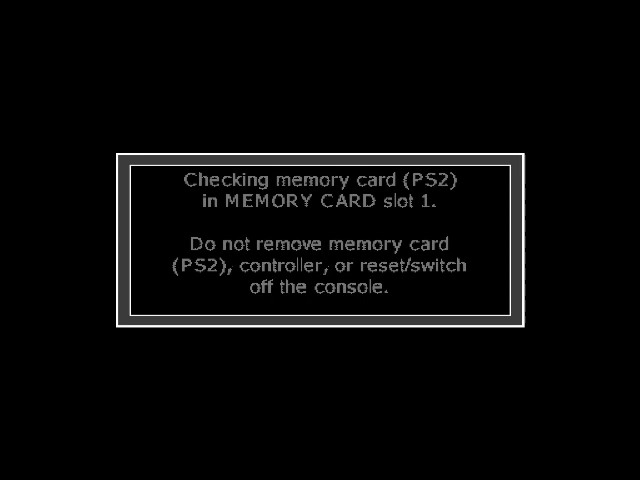 Checking memory card (PS2)
in MEMORY CARD slot 1.
Do not remove memory card
(PS2), controller, or reset/switch
off the console.